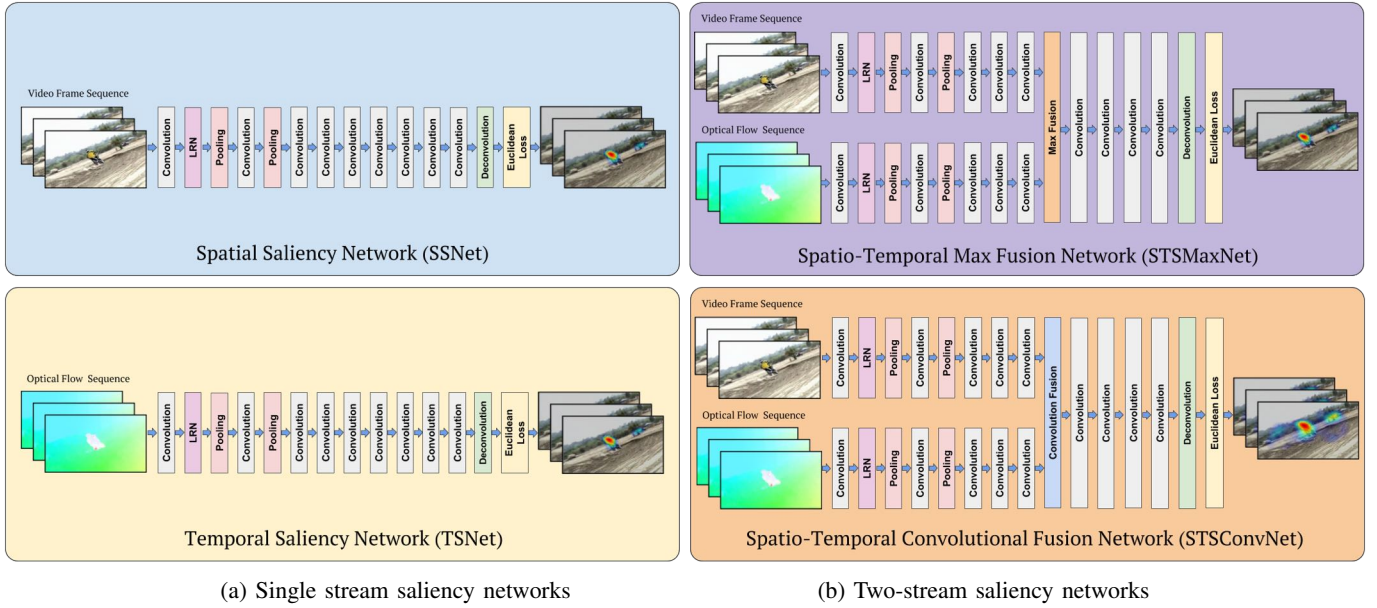 Video Frame Sequence
Convolution
LRN
Pooling
Convolution
Pooling
Convolution
Convolution
Convolution
Convolution
Convolution
Convolution
Convolution
Deconvolution
Euclidean
Loss
Spatial Saliency Network (SSNet)
Optical Flow Sequence
Convolution
LRN
Pooling
Convolution
Pooling
Convolution
Convolution
Convolution
Convolution
Convolution
Convolution
Convolution
Deconvolution
Euclidean
Loss
Temporal Saliency Network (TSNet)
(a) Single stream saliency networks
Video Frame Sequence
Convolution
LRN
Pooling
Convolution
Pooling
Convolution
Convolution
Convolution
Optical Flow Sequence
Convolution
LRN
Pooling
Convolution
Pooling
Convolution
Convolution
Convolution
Max Fusion
Convolution
Convolution
Convolution
Convolution
Deconvolution
Euclidean Loss
Spatio-Temporal Max Fusion Network (STSMaxNet)
Video Frame Sequence
Convolution
LRN
Pooling
Convolution
Pooling
Convolution
Convolution
Convolution
Optical Flow Sequence
Convolution
LRN
Pooling
Convolution
Pooling
Convolution
Convolution
Convolution
Convolution Fusion
Convolution
Convolution
Convolution
Convolution
Deconvolution
Euclidean Loss
Spatio-Temporal Convolutional Fusion Network (STSConvNet)
(b) Two-stream saliency networks